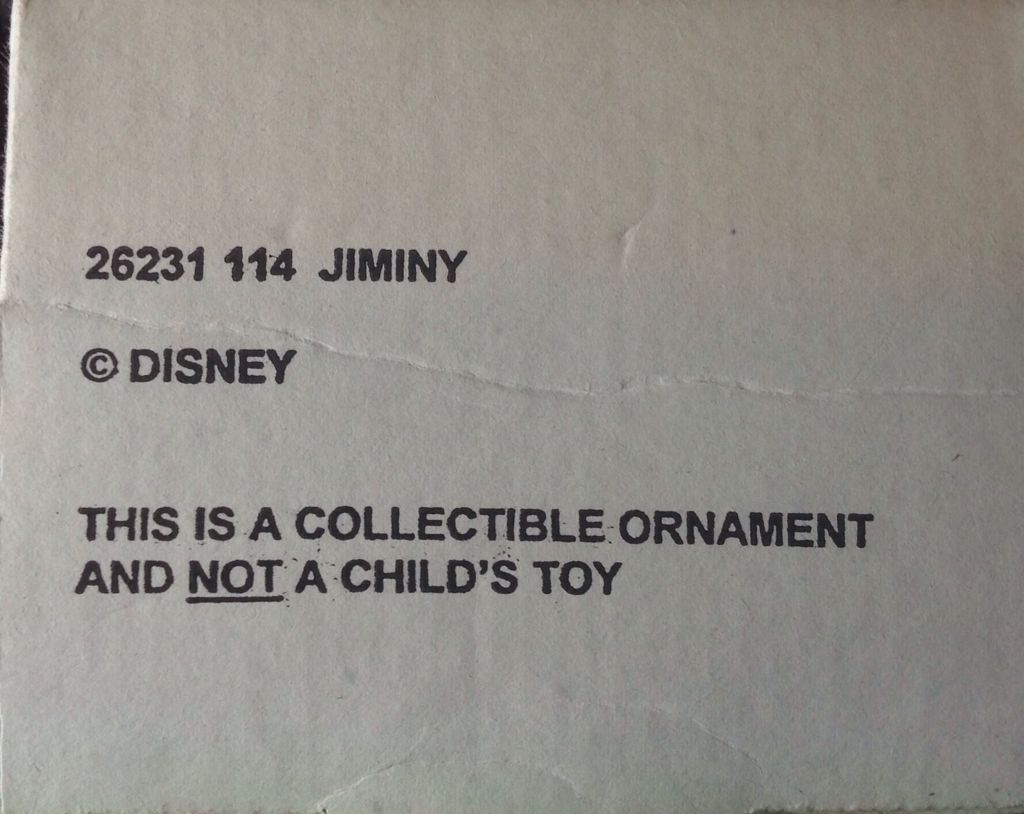 26231 114 JIMINY
© DISNEY
THIS IS A COLLECTIBLE ORNAMENT
AND NOT A CHILD'S TOY